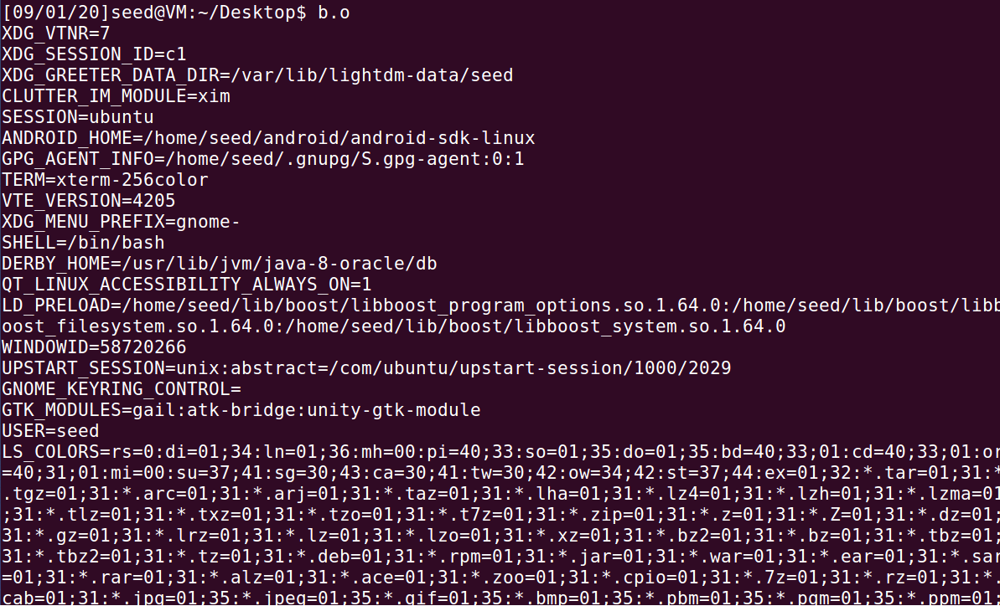 [09/01/20]seed@VM:~/Desktop$ b.o
XDG_VTNR=7
XDG_SESSION_ID=c1
XDG_GREETER_DATA_DIR=/var/lib/lightdm-data/seed
CLUTTER_IM_MODULE=xim
SESSION=ubuntu
ANDROID_HOME=/home/seed/android/android-sdk-linux
GPG_AGENT_INFO=/home/seed/.gnupg/S.gpg-agent:0:1
TERM=xterm-256color
VTE_VERSION=4205
XDG_MENU_PREFIX=gnome-
SHELL=/bin/bash
DERBY_HOME=/usr/lib/jvm/java-8-oracle/db
QT_LINUX_ACCESSIBILITY_ALWAYS_ON=1
LD_PRELOAD=/home/seed/lib/boost/libboost_program_options.so.1.64.0:/home/seed/lib/boost/libb
oost_filesystem.so.1.64.0:/home/seed/lib/boost/libboost_system.so.1.64.0
WINDOWID=58720266
UPSTART_SESSION=unix:abstract=/com/ubuntu/upstart-session/1000/2029
GNOME_KEYRING_CONTROL=
GTK_MODULES=gail:atk-bridge:unity-gtk-module
USER=seed
LS_COLORS=rs=0:di=01;34:ln=01;36:mh=00:pi=40;33:so=01;35:do=01;35:bd=40;33;01:cd=40;33;01:or
=40;31;01:mi=00:su=37;41:sg=30;43:ca=30;41:tw=30;42:ow=34;42:st=37;44:ex=01;32:*.tar=01;31:*
.tgz=01;31:*.arc=01;31:*.arj=01;31:*.taz=01;31:*.lha=01;31:*.lz4=01;31:*.lzh=01;31:*.lzma=01
;31:*.tlz=01;31:*.txz=01;31:*.tzo=01;31:*.t7z=01;31:*.zip=01;31:*.z=01;31:*.Z=01;31:*.dz=01;
31:*.gz=01;31:*.lrz=01;31:*.lz=01;31:*.lzo=01;31:*.xz=01;31:*.bz2=01;31:*.bz=01;31:*.tbz=01;
31:*.tbz2=01;31:*.tz=01;31:*.deb=01;31:*.rpm=01;31:*.jar=01;31:*.war=01;31:*.ear=01;31:*.sar
=01;31:*.rar=01;31:*.alz=01;31:*.ace=01;31:*.zoo=01;31:*.cpio=01;31:*.7z=01;31:*.rz=01;31:*.
cab=01;31:*.jpg=01;35:*.jpeg=01;35:*.gif=01;35:*.bmp=01;35:*.pbm=01;35:*.pgm=01;35:*.ppm=01;